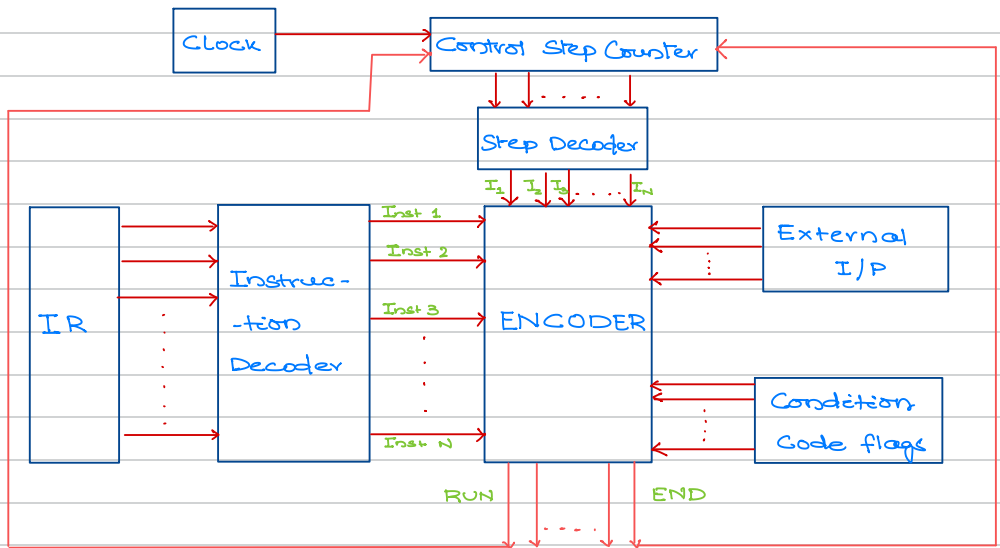 Clock
Control Step Counter
Step Decoder
I1 I2 I3 IN
Inst 1
Inst 2
Inst 3
Inst N
IR
Instruc-
-tion
Decoder
ENCODER
External
I/P
Condition
Code flags
RUN
END